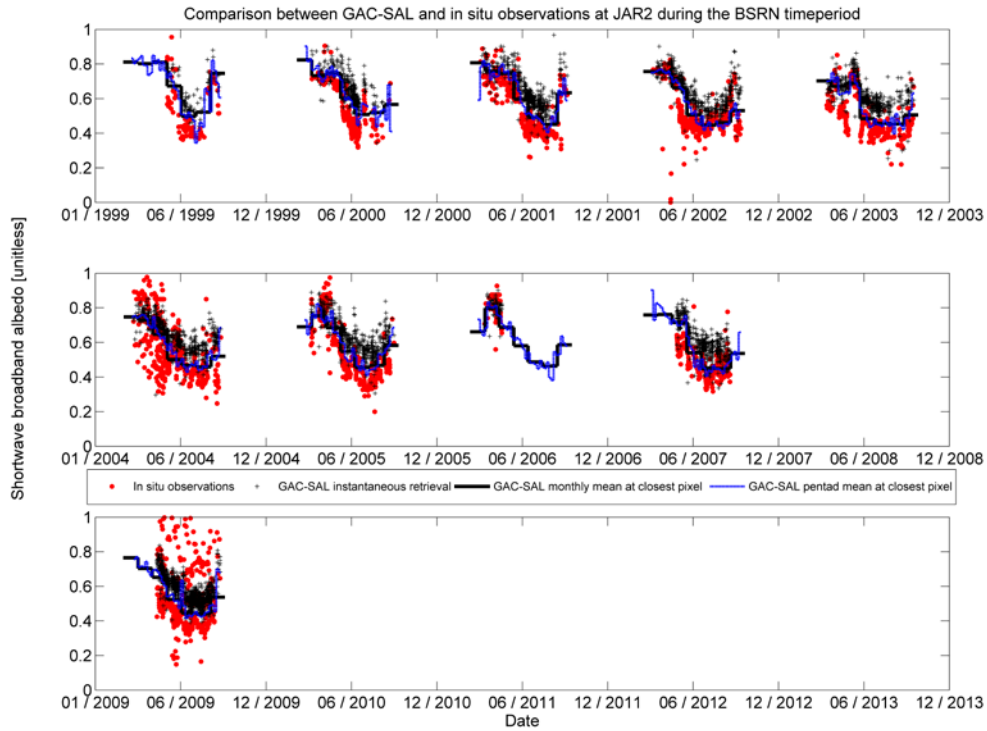 Comparison between GAC-SAL and in situ observations at JAR2 during the BSRN timeperiod
Shortwave broadband albedo [unitless]
1
0.8
0.6
0.4
0.2
0
01 / 1999 06 / 1999 12 / 1999 06 / 2000 12 / 2000 06 / 2001 12 / 2001 06 / 2002 12 / 2002 06 / 2003 12 / 2003
1
0.8
0.6
0.4
0.2
0
01 / 2004 06 / 2004 12 / 2004 06 / 2005 12 / 2005 06 / 2006 12 / 2006 06 / 2007 12 / 2007 06 / 2008 12 / 2008
In situ observations GAC-SAL instantaneous retrieval GAC-SAL monthly mean at closest pixel GAC-SAL pentad mean at closest pixel
1
0.8
0.6
0.4
0.2
0
01 / 2009 06 / 2009 12 / 2009 06 / 2010 12 / 2010 06 / 2011 12 / 2011 06 / 2012 12 / 2012 06 / 2013 12 / 2013
Date